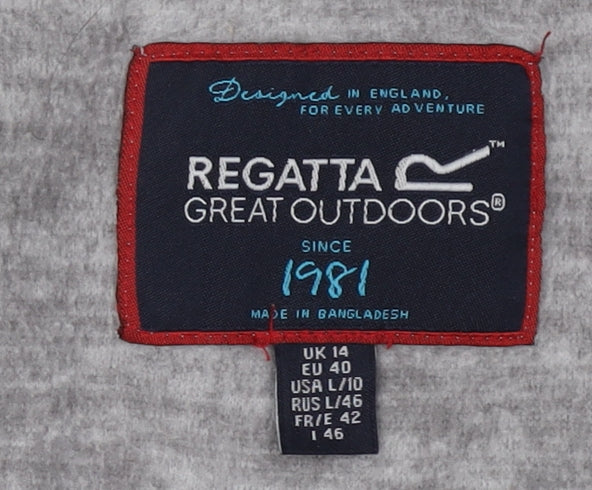 Designed IN ENGLAND,
FOR EVERY ADVENTURE
REGATTA R™
GREAT OUTDOORS®
SINCE
1981
MADE IN BANGLADESH
UK 14
EU 40
USA L/10
RUS L/46
FR/E 42
I 46